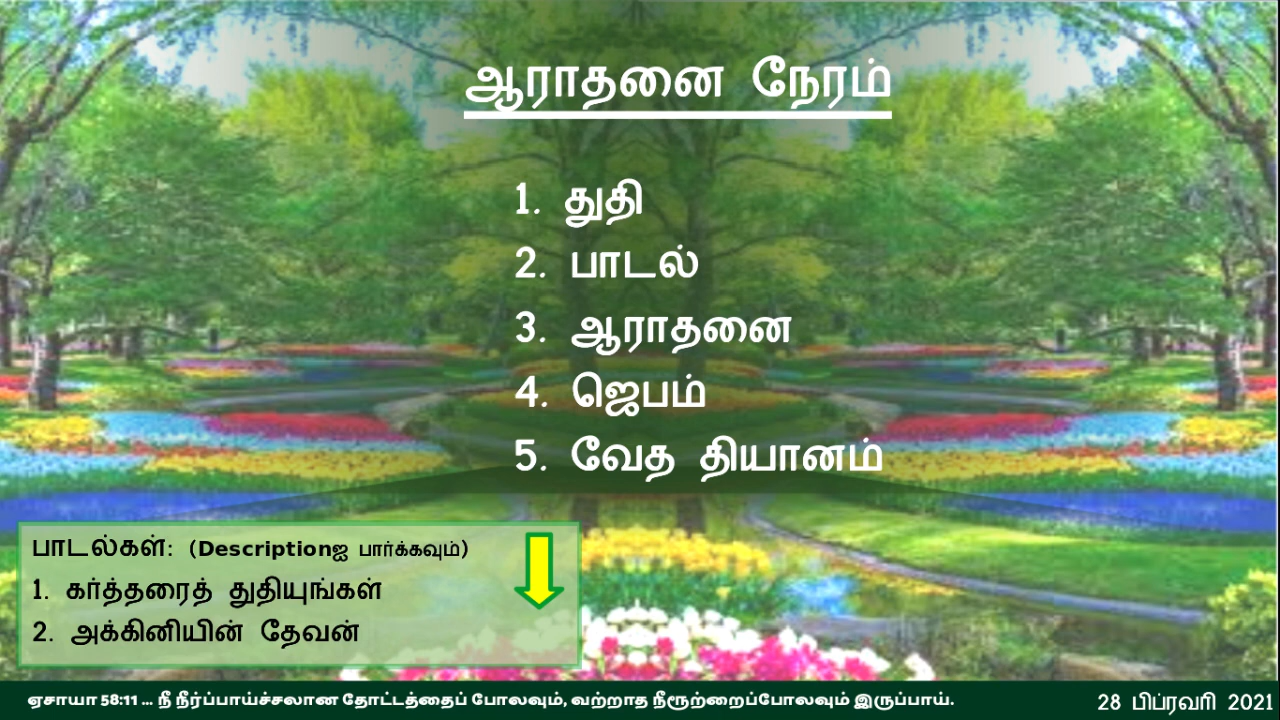 ஆராதனை நேரம்
1. துதி
2. பாடல்
3. ஆராதனை
4. ஜெபம்
5. வேத தியானம்
பாடல்கள்: (Descriptionஐ பார்க்கவும்)
1. கர்த்தரைத் துதியுங்கள்
2. அக்கினியின் தேவன்
ஏசாயா 58:11 ... நீ நீர்ப்பாய்ச்சலான தோட்டத்தைப் போலவும், வற்றாத நீரூற்றைப்போலவும் இருப்பாய்.
28 பிப்ரவரி 2021